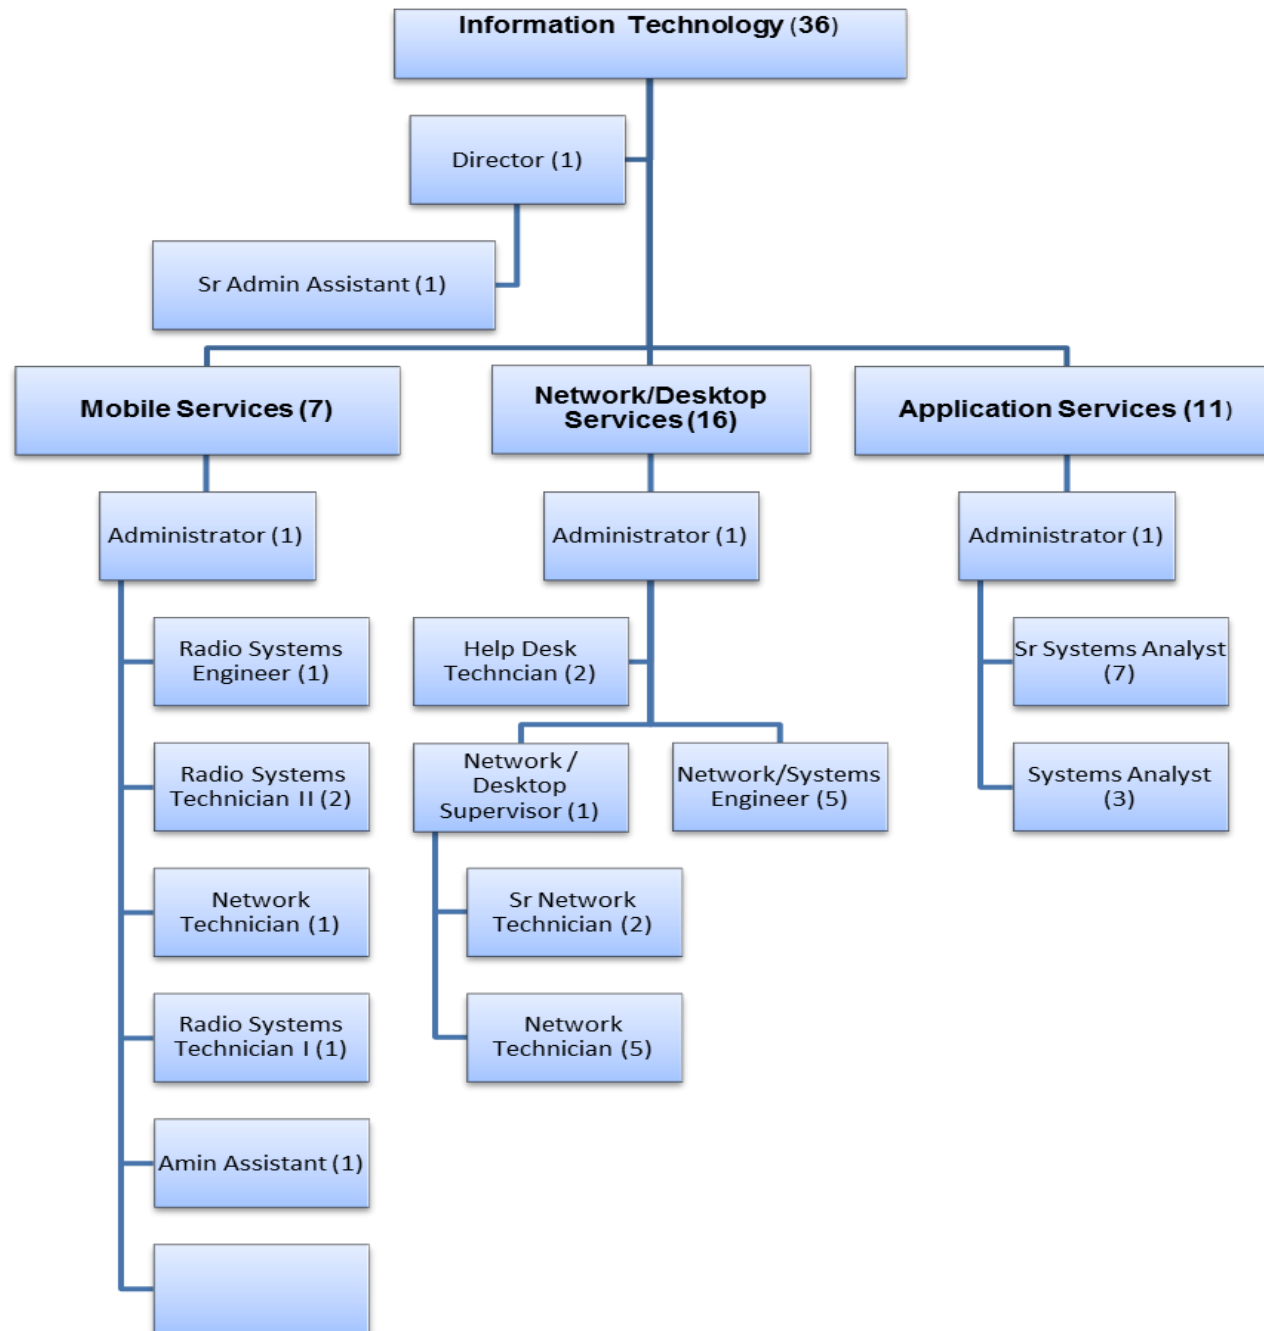 Information Technology (36)
Director (1)
Sr Admin Assistant (1)
Mobile Services (7)
Network/Desktop
Services (16)
Application Services (11)
Administrator (1)
Administrator (1)
Administrator (1)
Radio Systems
Engineer (1)
Help Desk
Techncian (2)
Sr Systems Analyst
(7)
Radio Systems
Technician II (2)
Network /
Desktop
Supervisor (1)
Network/Systems
Engineer (5)
Systems Analyst
(3)
Network
Technician (1)
Sr Network
Technician (2)
Radio Systems
Technician I (1)
Network
Technician (5)
Amin Assistant (1)